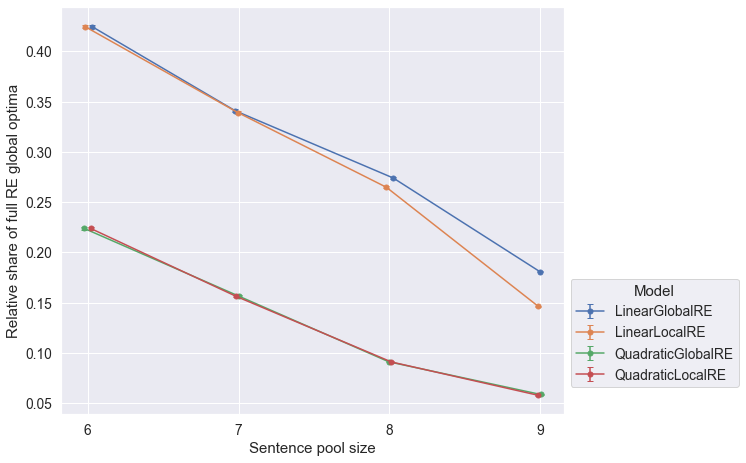 Relative share of full RE global optima
0.40
0.35
0.30
0.25
0.20
0.15
0.10
0.05
6 7 8 9
Sentence pool size
Model
LinearGlobalRE
LinearLocalRE
QuadraticGlobalRE
QuadraticLocalRE